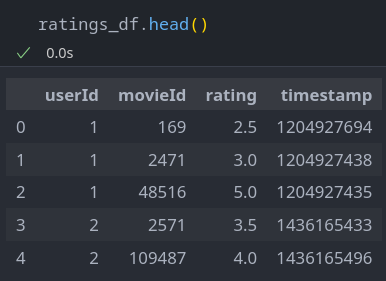 ratings_df.head()
0.0s
userId movieId rating timestamp
0 1 169 2.5 1204927694
1 1 2471 3.0 1204927438
2 1 48516 5.0 1204927435
3 2 2571 3.5 1436165433
4 2 109487 4.0 1436165496